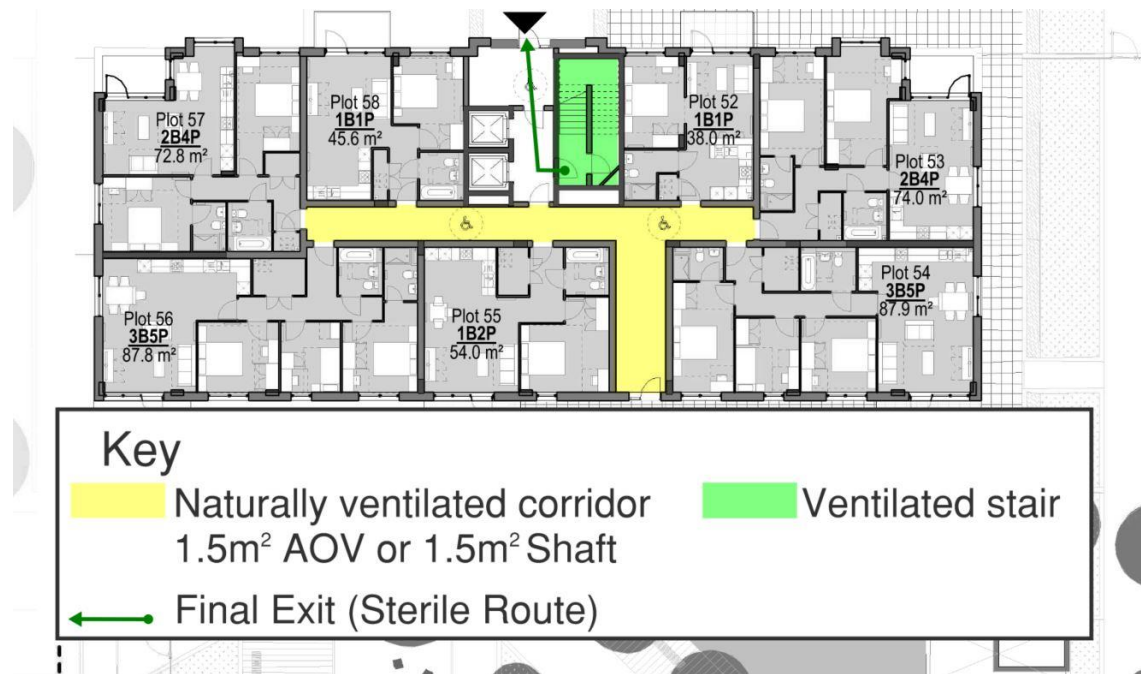 Plot 57
2B4P
72.8 m²
Plot 58
1B1P
45.6 m²
Plot 52
1B1P
38.0 m²
Plot 53
2B4P
74.0 m²
Plot 56
3B5P
87.8 m²
Plot 55
1B2P
54.0 m²
Plot 54
3B5P
87.9 m²
Key
Naturally ventilated corridor
1.5m² AOV or 1.5m² Shaft
Ventilated stair
Final Exit (Sterile Route)